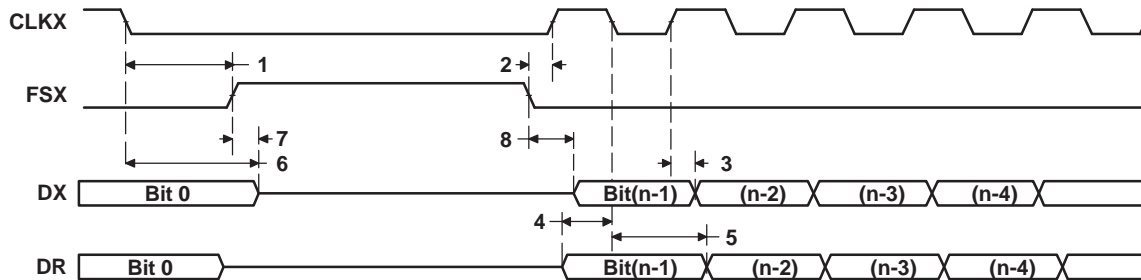 CLKX
1
2
FSX
7
8
6
3
DX
Bit 0
Bit(n-1)
(n-2)
(n-3)
(n-4)
4
5
DR
Bit 0
Bit(n-1)
(n-2)
(n-3)
(n-4)